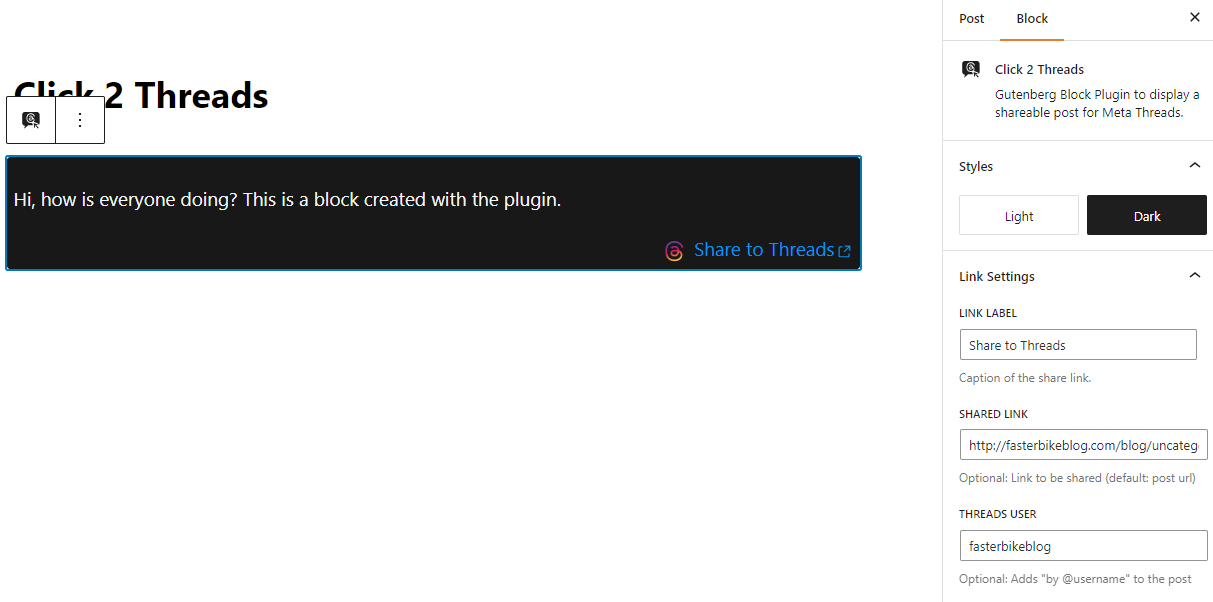 Click 2 Threads
Hi, how is everyone doing? This is a block created with the plugin.
Share to Threads
Post
Block
Click 2 Threads
Gutenberg Block Plugin to display a
shareable post for Meta Threads.
Styles
Light
Dark
Link Settings
LINK LABEL
Share to Threads
Caption of the share link.
SHARED LINK
http://fasterbikeblog.com/blog/uncateg
Optional: Link to be shared (default: post url)
THREADS USER
fasterbikeblog
Optional: Adds "by @username" to the post